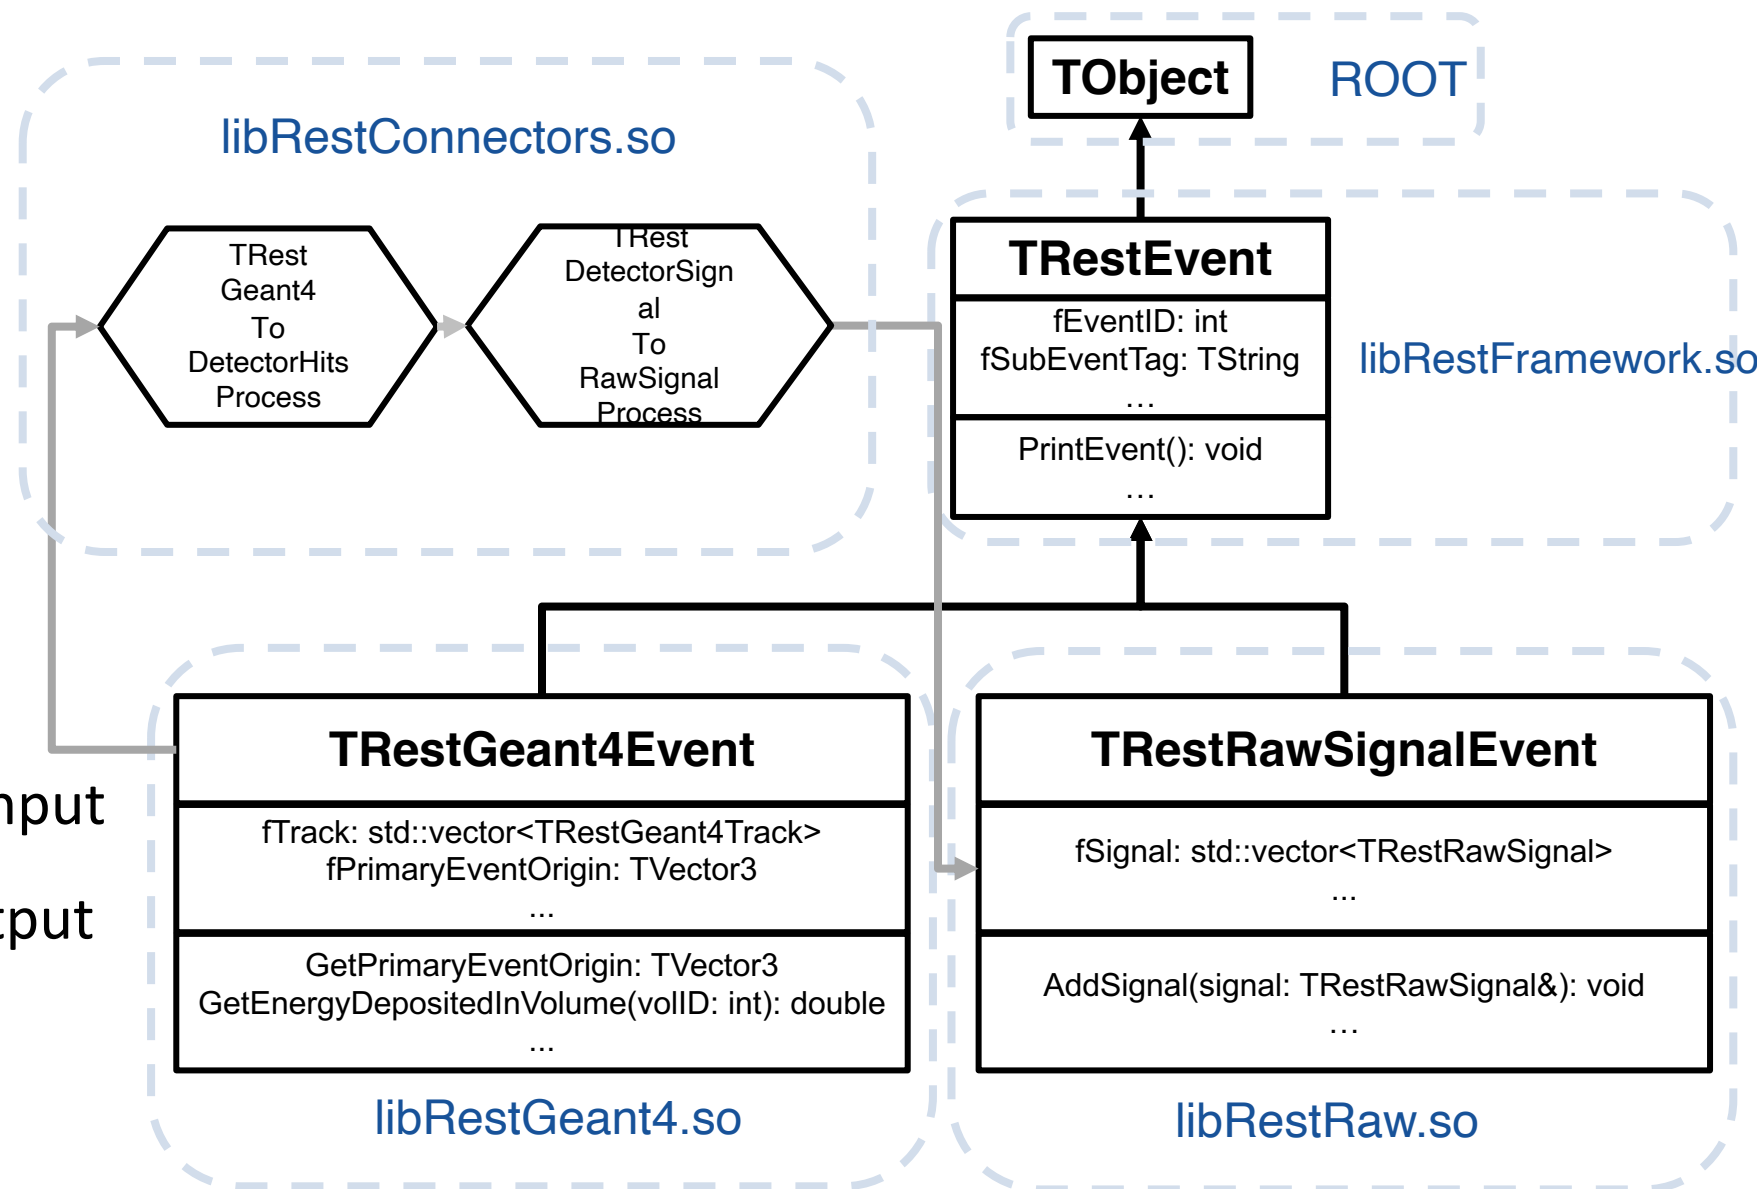 TObject
ROOT
libRestConnectors.so
TRest
Geant4
To
DetectorHits
Process
TRest
DetectorSign
al
To
RawSignal
Process
TRestEvent
fEventID: int
fSubEventTag: TString
...
PrintEvent(): void
...
libRestFramework.so
TRestGeant4Event
fTrack: std::vector<TRestGeant4Track>
fPrimaryEventOrigin: TVector3
...
GetPrimaryEventOrigin: TVector3
GetEnergyDepositedInVolume(volID: int): double
...
libRestGeant4.so
TRestRawSignalEvent
fSignal: std::vector<TRestRawSignal>
...
AddSignal(signal: TRestRawSignal&): void
...
libRestRaw.so